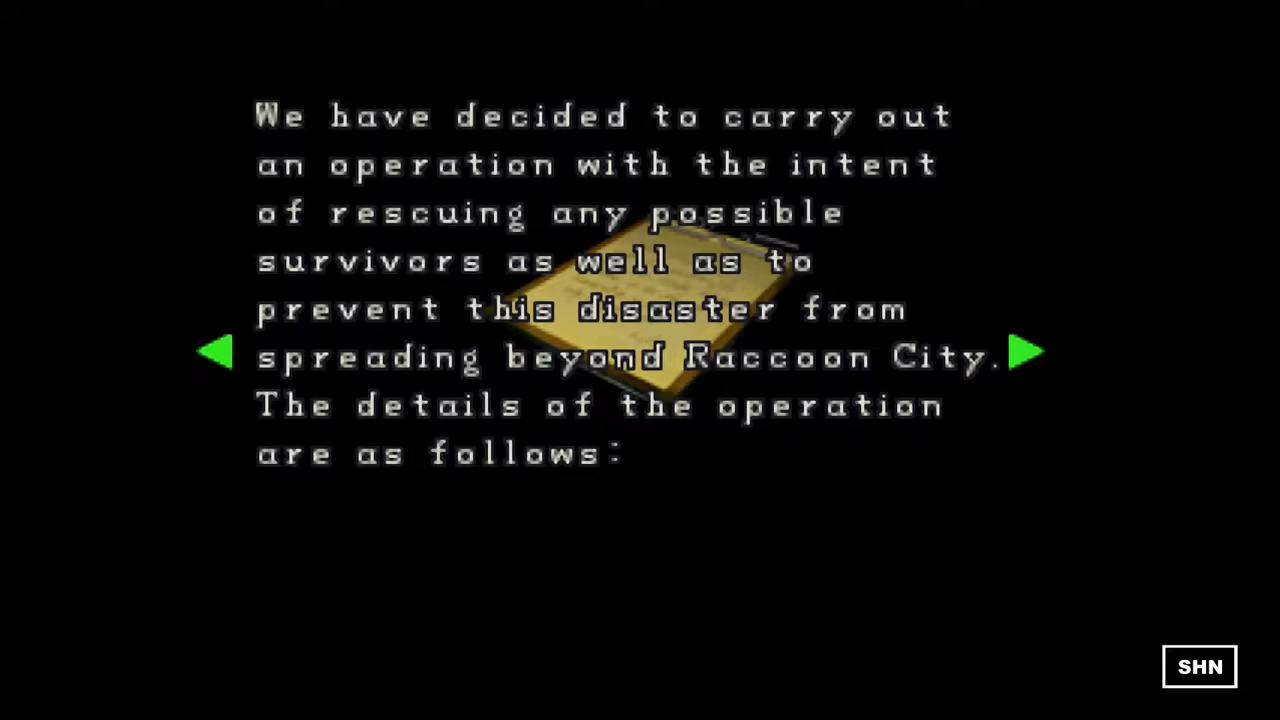 We have decided to carry out
an operation with the intent
of rescuing any possible
survivors as well as to
prevent this disaster from
spreading beyond Raccoon City.
The details of the operation
are as follows:
SHN